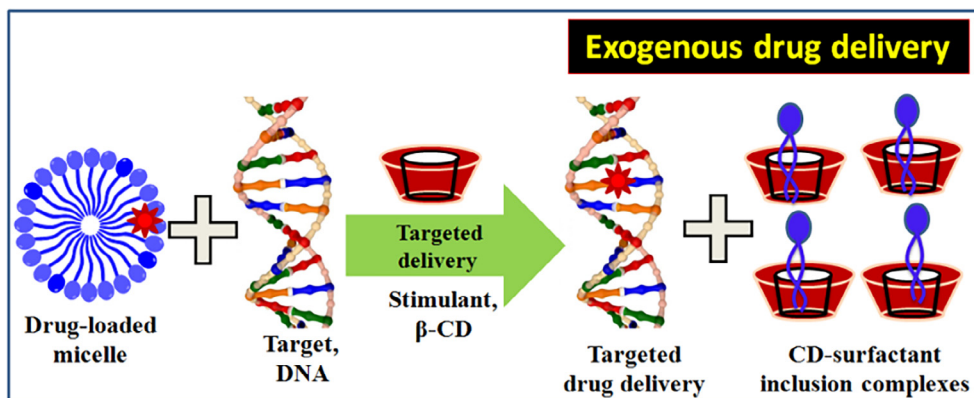 Exogenous drug delivery
Drug-loaded
micelle
Target,
DNA
Targeted
delivery
Stimulant,
β-CD
Targeted
drug delivery
CD-surfactant
inclusion complexes